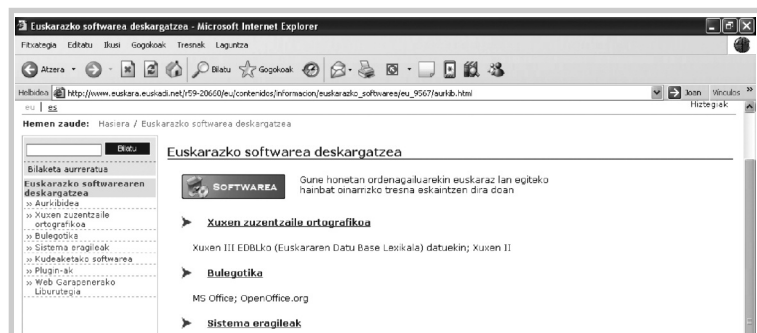 Euskarazko softwarea deskargatzea - Microsoft Internet Explorer
Fitxategia Editatu Ikusi Gogokoak Tresnak Laguntza
Atzera Bilatu Gogokoak
Helbidea http://www.euskara.euskadi.net/r59-20660/eu/contenidos/informacion/euskarazko_softwarea/eu_9567/aurkib.html Joan Vínculos »
eu | es Hiztegiak
Hemen zaude: Hasiera / Euskarazko softwarea deskargatzea
Bilatu
Bilaketa aurreratua
Euskarazko softwarearen
deskargatzea
» Aurkibidea
» Xuxen zuzentzaile
ortografikoa
» Bulegotika
» Sistema eragileak
» Kudeaketako softwarea
» Plugin-ak
» Web Garapenerako
Liburutegia
Euskarazko softwarea deskargatzea
SOFTWAREA
Gune honetan ordenagailuarekin euskaraz lan egiteko
hainbat oinarrizko tresna eskaintzen dira doan
Xuxen zuzentzaile ortografikoa
Xuxen III EDBLko (Euskararen Datu Base Lexikala) datuekin; Xuxen II
Bulegotika
MS Office; OpenOffice.org
Sistema eragileak